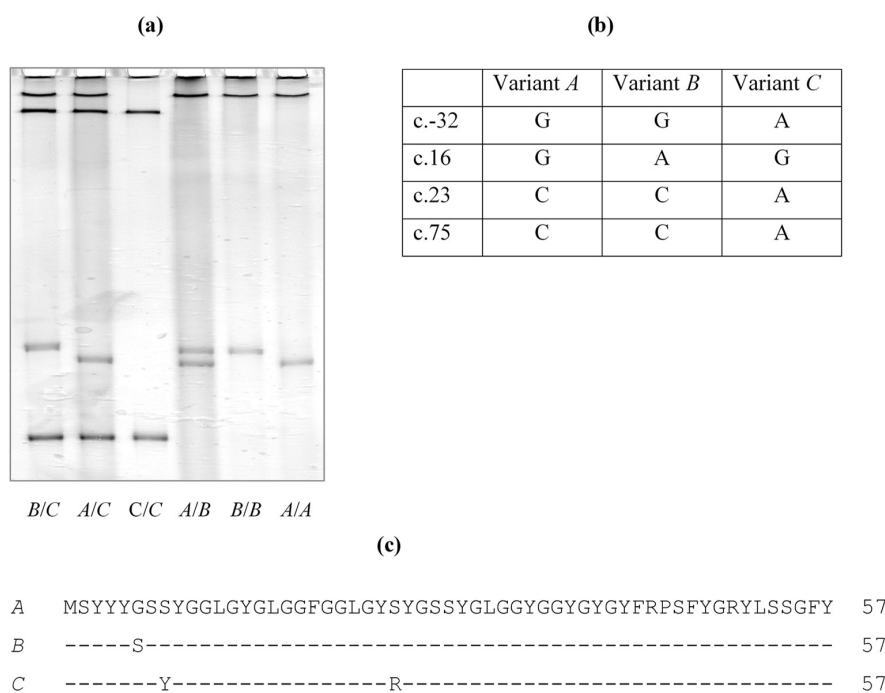 (a)
B/C A/C C/C A/B B/B A/A
(b)
Variant A Variant B Variant C
c.-32 G G A
c.16 G A G
c.23 C C A
c.75 C C A
(c)
A MSYYYGSSYGGLGYGLGGFGGLGYSYGSSYGLGGYGGYGYGYFRPSFYGRYLSSGFY 57
B -----S--------------------------------------------------- 57
C -------Y----------------R-------------------------------- 57